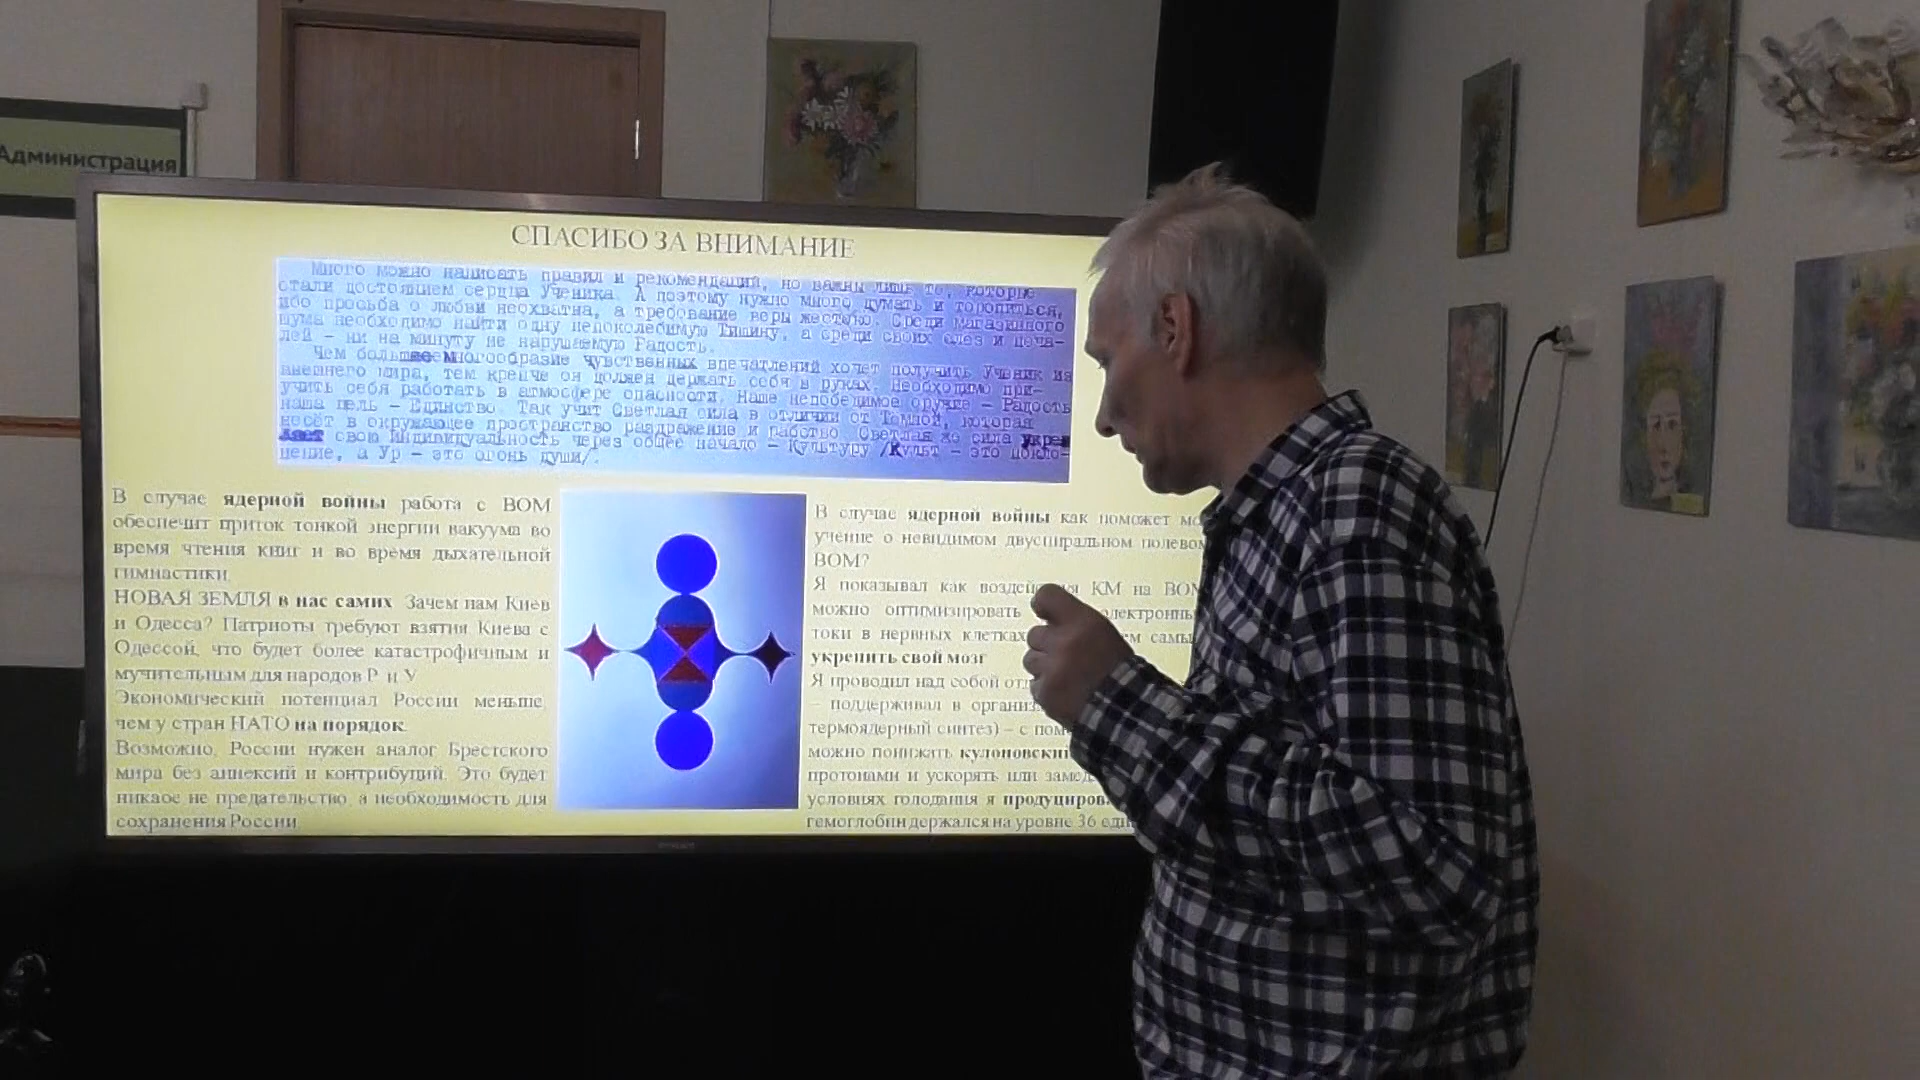 Администрация
СПАСИБО ЗА ВНИМАНИЕ
Много можно написать правил и рекомендаций, но важны лишь те, которые
стали достоянием сердца Ученика. А поэтому нужно много думать и торопиться,
ибо просьба о любви неохватна, а требование веры жестоко. Среди магазинного
шума необходимо найти одну непоколебимую Тишину, а среди своих слез и печа-
лей - ни на минуту не нарушаемую Радость.
Чем большее многообразие чувственных впечатлений хочет получить Ученик из
внешнего мира, тем крепче он должен держать себя в руках. Необходимо при-
учить себя работать в атмосфере опасности. Наше непобедимое оружие - Радость
наша цель - Единство. Так учит Светлая сила в отличии от Темной, которая
несёт в окружающее пространство раздражение и рабство. Светлая же сила укреп
ляет свою Индивидуальность через общее начало - Культуру /Культ - это покло-
нение, а Ур - это огонь души/.
В случае ядерной войны работа с ВОМ
обеспечит приток тонкой энергии вакуума во
время чтения книг и во время дыхательной
гимнастики.
НОВАЯ ЗЕМЛЯ в нас самих. Зачем нам Киев
и Одесса? Патриоты требуют взятия Киева с
Одессой, что будет более катастрофичным и
мучительным для народов Р. и У.
Экономический потенциал России меньше,
чем у стран НАТО на порядок.
Возможно, России нужен аналог Брестского
мира без аннексий и контрибуций. Это будет
никаое не предательство, а необходимость для
сохранения России.
В случае ядерной войны как поможет
учение о невидимом двуспиральном полевом
ВОМ?
Я показывал как КМ на ВОМ
можно оптимизировать
токи в нервных клетках
укрепить свой мозг
Я проводил над собой
– поддерживал в
термоядерный синтез) – с
можно понижать кулоновский
протонами и ускорять или
условиях голодания я
гемоглобин держался на уровне 36